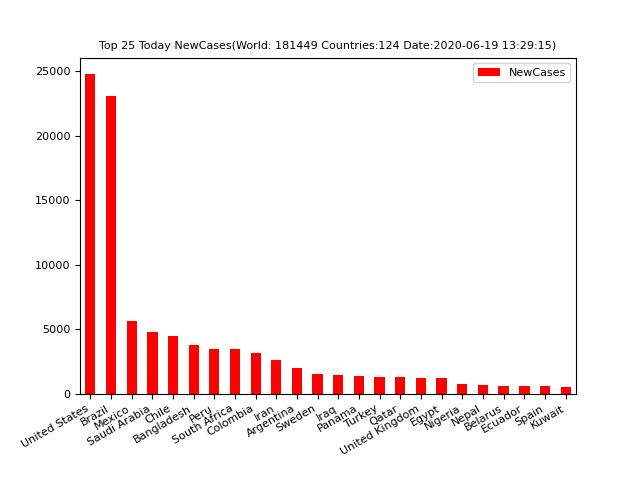 Top 25 Today NewCases(World: 181449 Countries:124 Date:2020-06-19 13:29:15)
NewCases
25000
20000
15000
10000
5000
0
United States
Brazil
Mexico
Saudi Arabia
Chile
Bangladesh
Peru
South Africa
Colombia
Iran
Argentina
Sweden
Iraq
Panama
Turkey
Qatar
United Kingdom
Egypt
Nigeria
Nepal
Belarus
Ecuador
Spain
Kuwait